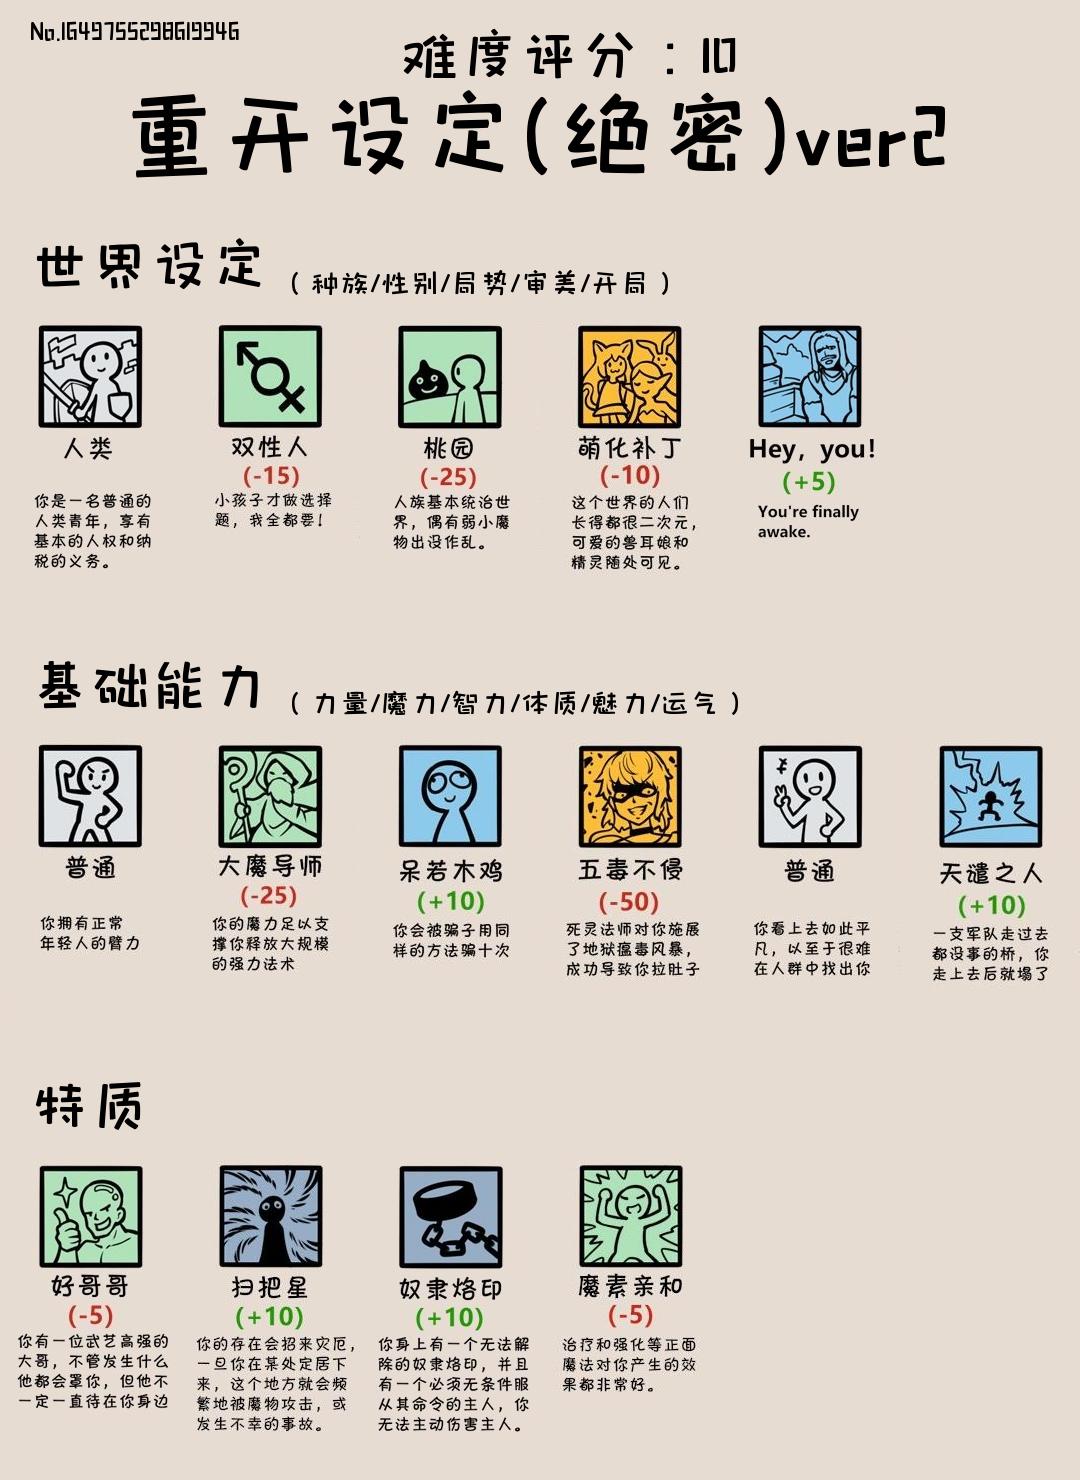 No.1649755298619946
难度评分：10
重开设定(绝密)ver2
世界设定（种族/性别/局势/审美/开局）
人类
双性人
(-15)
桃园
(-25)
萌化补丁
(-10)
Hey, you!
(+5)
你是一名普通的
人类青年，享有
基本的人权和纳
税的义务。
小孩子才做选择
题，我全都要！
人族基本统治世
界，偶有弱小魔
物出没作乱。
这个世界的人们
长得都很二次元，
可爱的兽耳娘和
精灵随处可见。
You're finally
awake.
基础能力（力量/魔力/智力/体质/魅力/运气）
普通
大魔导师
(-25)
呆若木鸡
(+10)
五毒不侵
(-50)
普通
天谴之人
(+10)
你拥有正常
年轻人的臂力
你的魔力足以支
撑你释放大规模
的强力法术
你会被骗子用同
样的方法骗十次
死灵法师对你施展
了地狱瘟毒风暴，
成功导致你拉肚子
你看上去如此平
凡，以至于很难
在人群中找出你
一支军队走过去
都没事的桥，你
走上去后就塌了
特质
好哥哥
(-5)
扫把星
(+10)
奴隶烙印
(+10)
魔素亲和
(-5)
你有一位武艺高强的
大哥，不管发生什么
他都会罩你，但他不
一定一直待在你身边
你的存在会招来灾厄，
一旦你在某处定居下
来，这个地方就会频
繁地被魔物攻击，或
发生不幸的事故。
你身上有一个无法解
除的奴隶烙印，并且
有一个必须无条件服
从其命令的主人，你
无法主动伤害主人。
治疗和强化等正面
魔法对你产生的效
果都非常好。